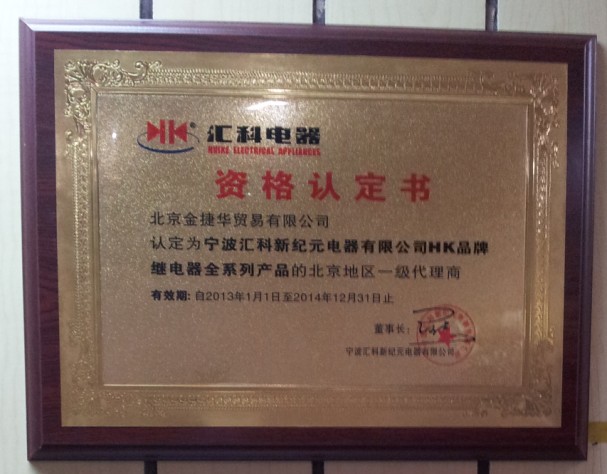 HK® 汇科电器
HUIKE ELECTRICAL APPLIANCES
资格认定书
北京金捷华贸易有限公司
认定为宁波汇科新纪元电器有限公司HK品牌
继电器全系列产品的北京地区一级代理商
有效期: 自2013年1月1日至2014年12月31日止
董事长:
宁波汇科新纪元电器有限公司